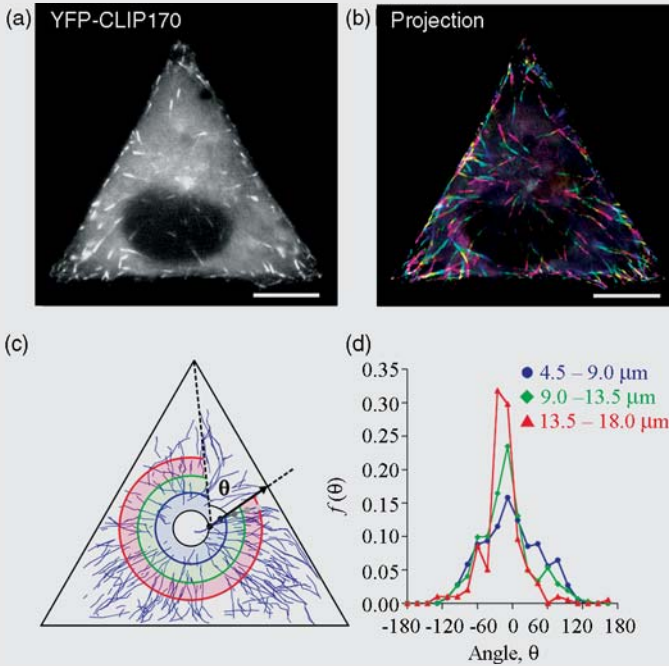 (a) YFP-CLIP170
(b) Projection
(c)
θ
(d)
4.5 – 9.0 μm
9.0 –13.5 μm
13.5 – 18.0 μm
f(θ)
0.35
0.30
0.25
0.20
0.15
0.10
0.05
0.00
-180 -120 -60 0 60 120 180
Angle, θ